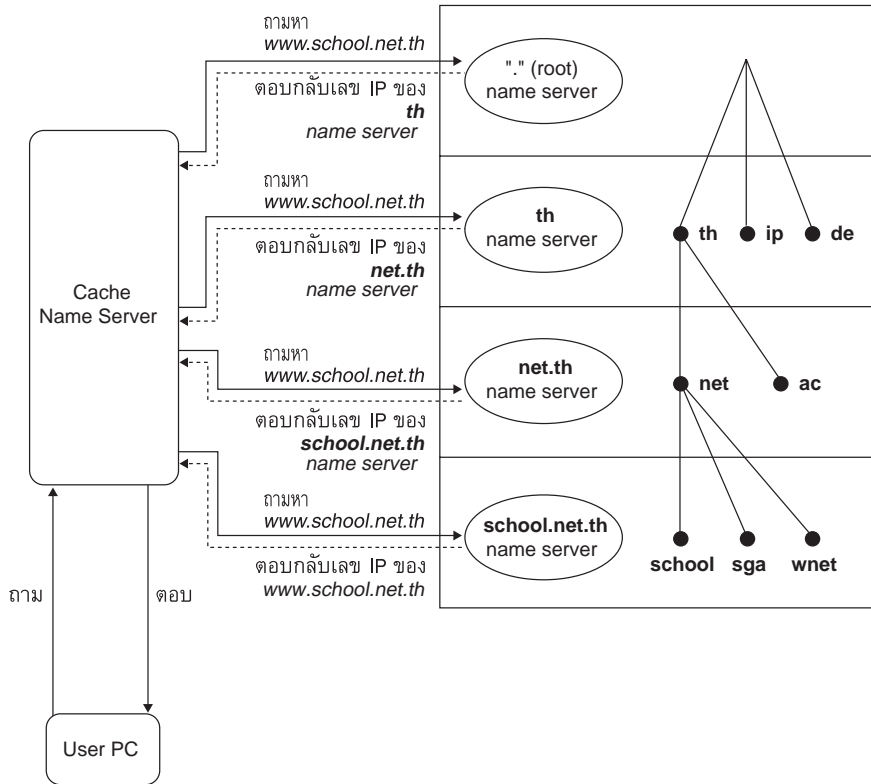 ถามหา
www.school.net.th
"." (root)
name server
ตอบกลับเลข IP ของ
th
name server
ถามหา
www.school.net.th
th
name server
th
ip
de
ตอบกลับเลข IP ของ
net.th
name server
Cache
Name Server
ถามหา
www.school.net.th
net.th
name server
net
ac
ตอบกลับเลข IP ของ
school.net.th
name server
ถามหา
www.school.net.th
school.net.th
name server
school
sga
wnet
ตอบกลับเลข IP ของ
www.school.net.th
ถาม
ตอบ
User PC